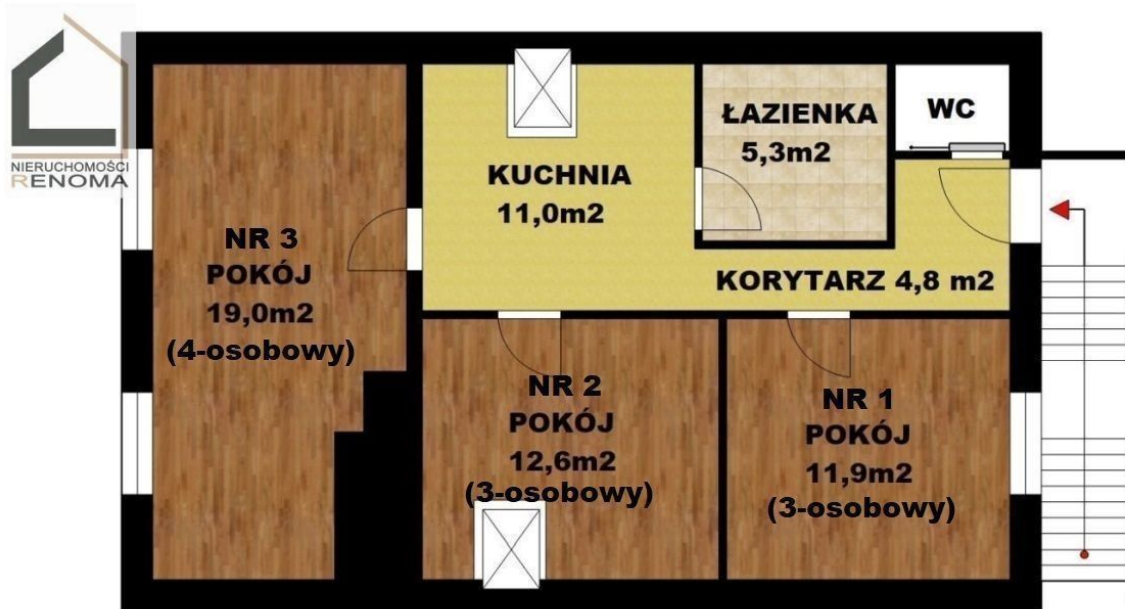 NIERUCHOMOŚCI
RENOMA
KUCHNIA
11,0m2
ŁAZIENKA
5,3m2
WC
NR 3
POKÓJ
19,0m2
(4-osobowy)
KORYTARZ 4,8 m2
NR 2
POKÓJ
12,6m2
(3-osobowy)
NR 1
POKÓJ
11,9m2
(3-osobowy)